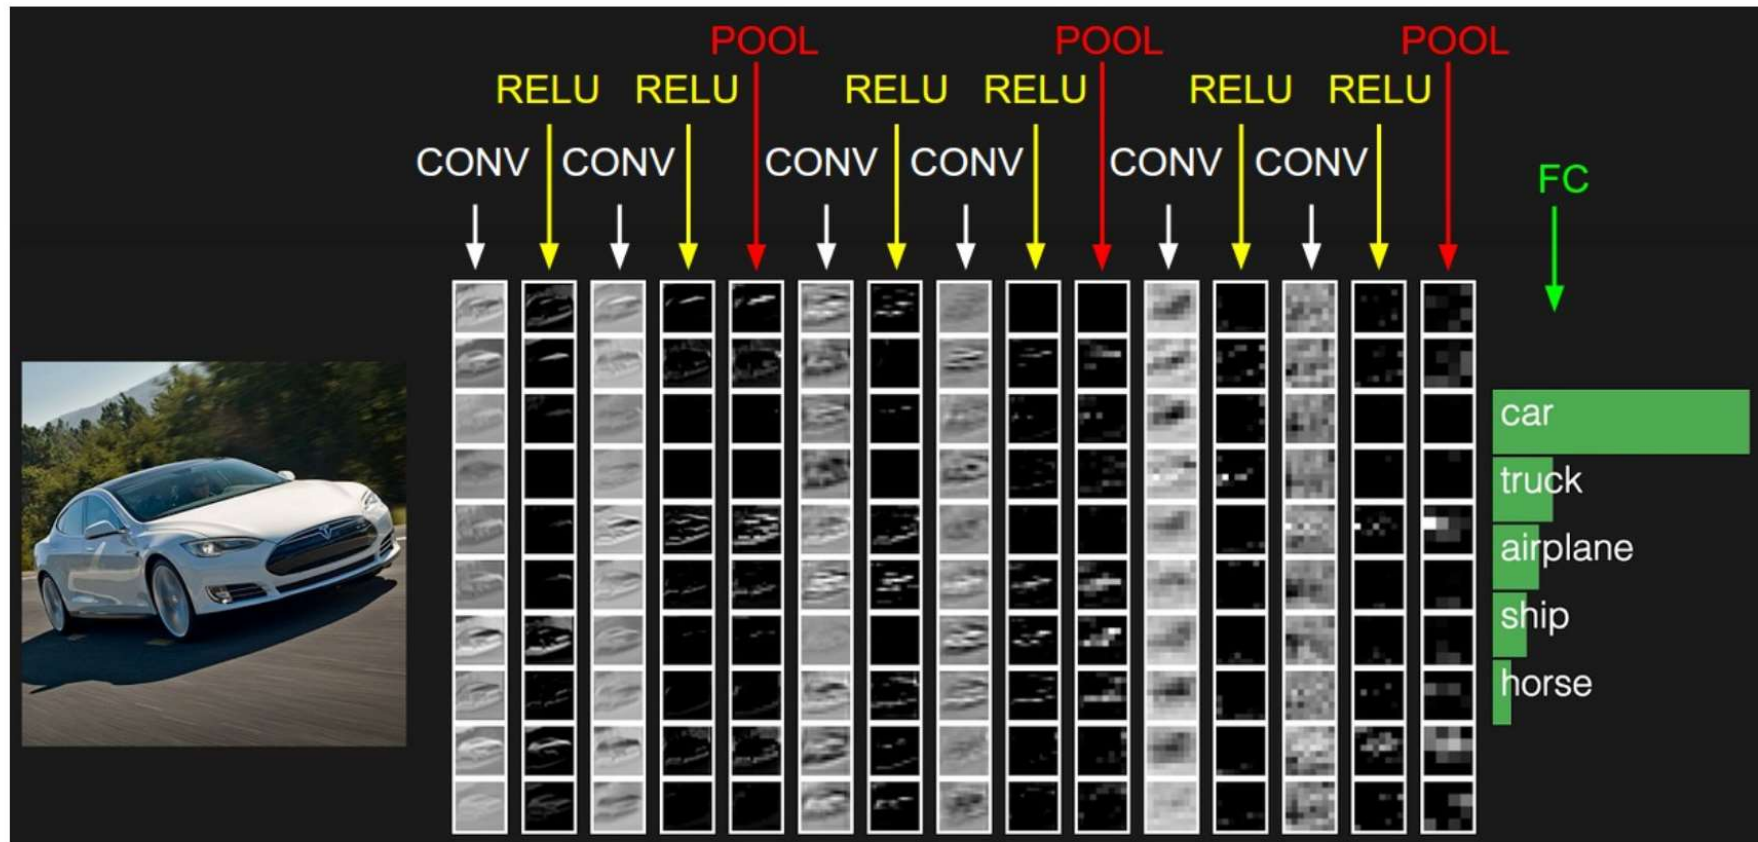 POOL POOL POOL
RELU RELU RELU RELU RELU RELU
CONV CONV CONV CONV CONV CONV
FC
car
truck
airplane
ship
horse